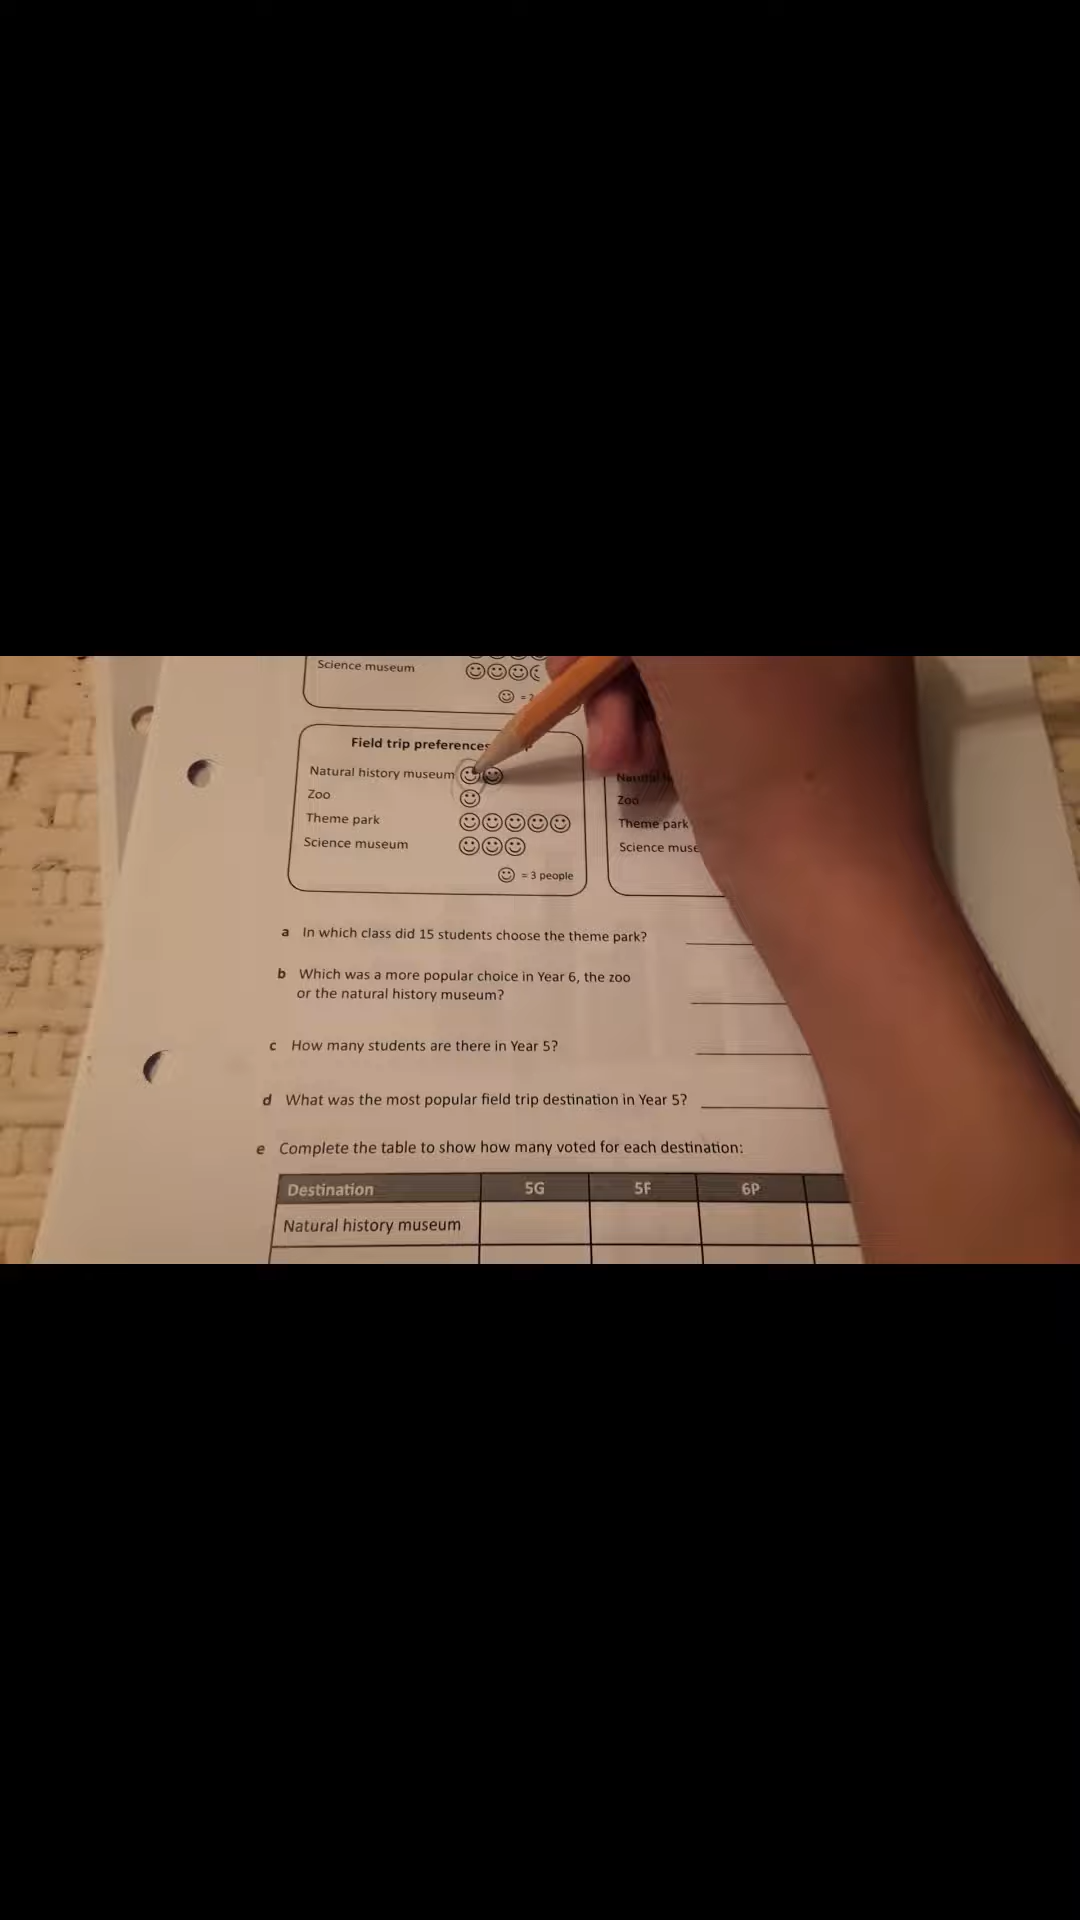 Science museum
Field trip preferences
Natural history museum
Zoo
Theme park
Science museum
= 3 people
Zoo
Theme park
Science
a In which class did 15 students choose the theme park?
b Which was a more popular choice in Year 6, the zoo
or the natural history museum?
c How many students are there in Year 5?
d What was the most popular field trip destination in Year 5?
e Complete the table to show how many voted for each destination:
Destination 5G 5F 6P
Natural history museum